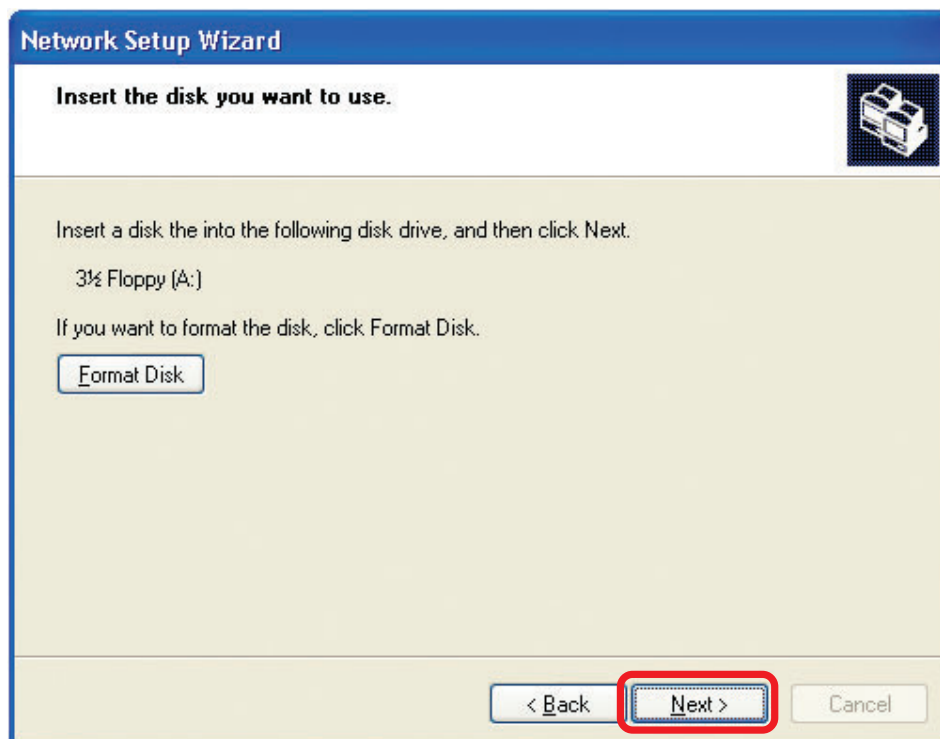 Network Setup Wizard
Insert the disk you want to use.
Insert a disk the into the following disk drive, and then click Next.
3½ Floppy (A:)
If you want to format the disk, click Format Disk.
Format Disk
< Back Next > Cancel